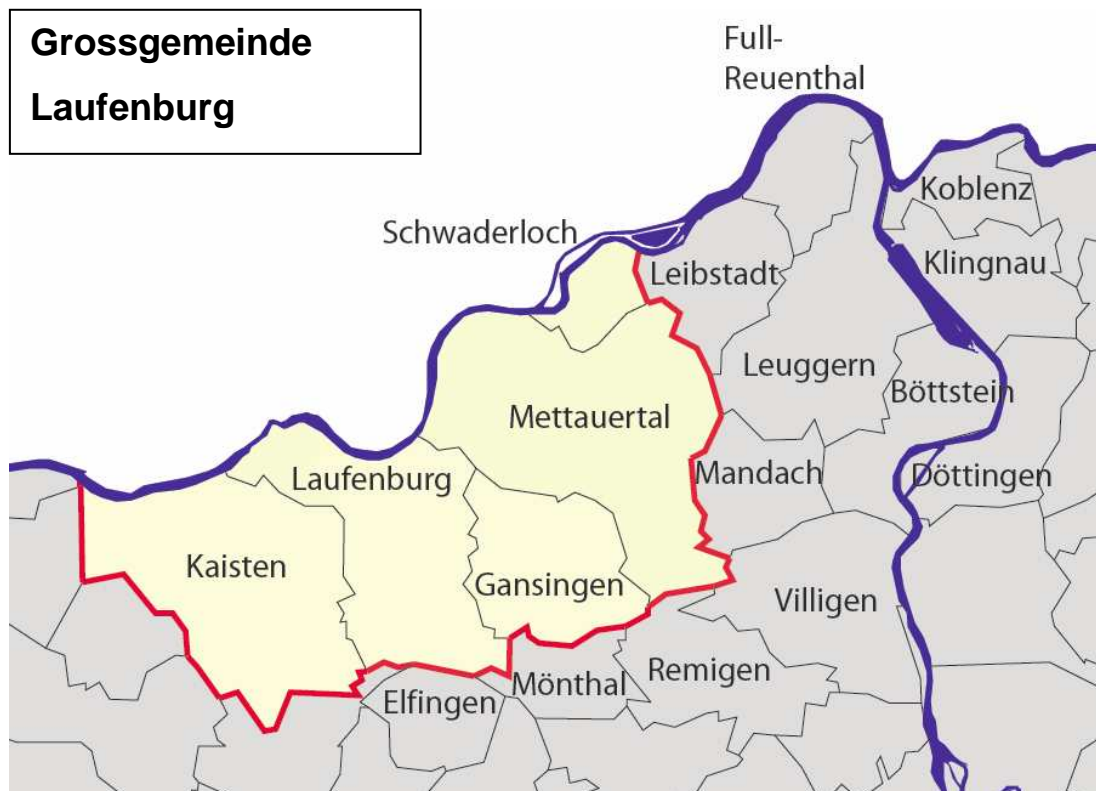 Grossgemeinde
Laufenburg
Full-
Reuenthal
Koblenz
Schwaderloch
Leibstadt
Klingnau
Leuggern
Böttstein
Mettauertal
Laufenburg
Mandach
Döttingen
Kaisten
Gansingen
Villigen
Remigen
Mönthal
Elfingen